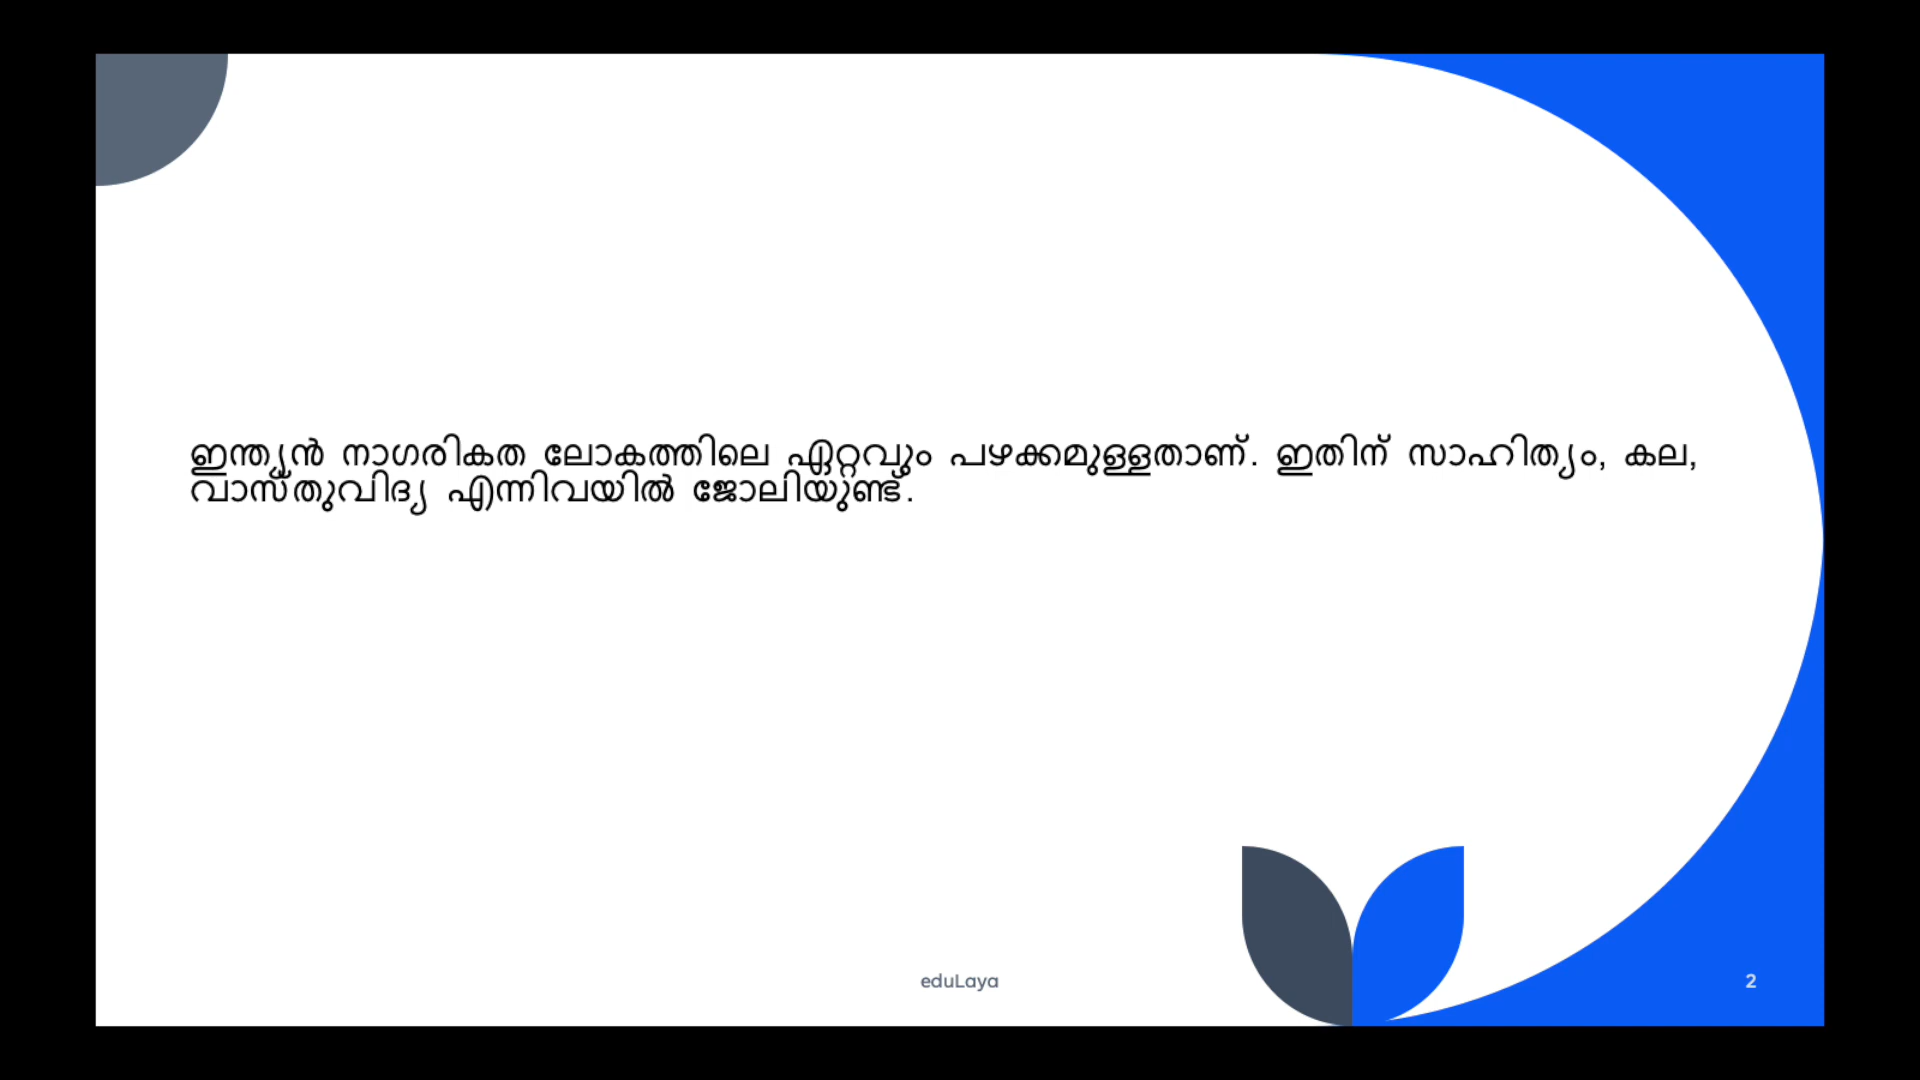 ഇന്ത്യൻ നാഗരികത ലോകത്തിലെ ഏറ്റവും പഴക്കമുള്ളതാണ്. ഇതിന് സാഹിത്യം, കല,
വാസ്തുവിദ്യ എന്നിവയിൽ ജോലിയുണ്ട്.
eduLaya
2